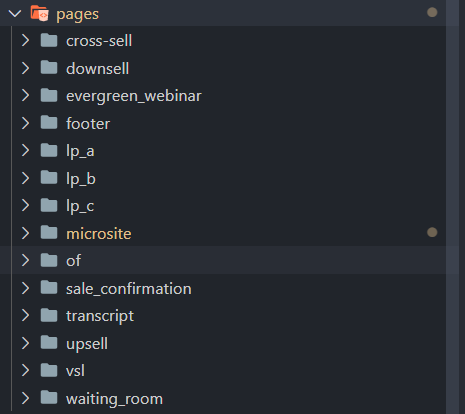 pages
cross-sell
downsell
evergreen_webinar
footer
lp_a
lp_b
lp_c
microsite
of
sale_confirmation
transcript
upsell
vsl
waiting_room